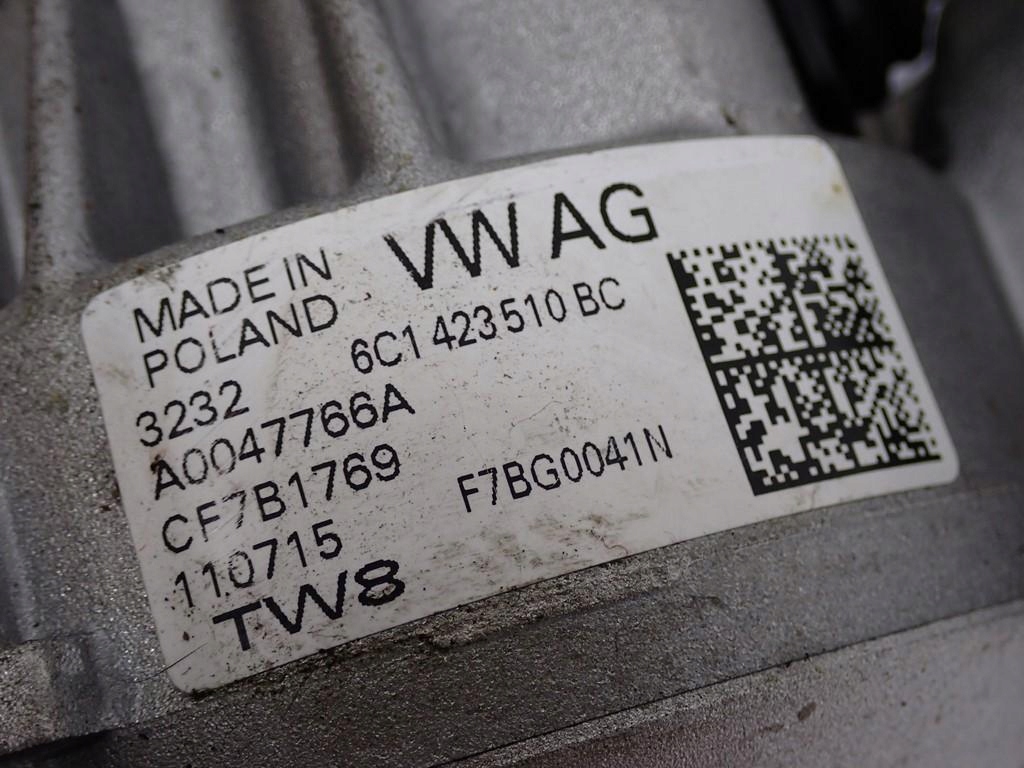 MADE IN POLAND VW AG
3232 6C1 423 510 BC
A0047766A
CF7B1769 F7BG0041N
110715
TW8